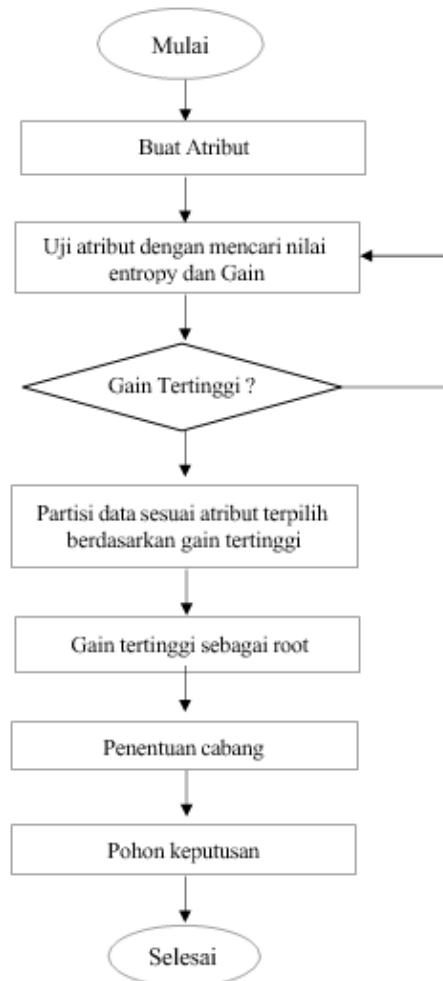 Mulai
Buat Atribut
Uji atribut dengan mencari nilai
entropy dan Gain
Gain Tertinggi ?
Partisi data sesuai atribut terpilih
berdasarkan gain tertinggi
Gain tertinggi sebagai root
Penentuan cabang
Pohon keputusan
Selesai